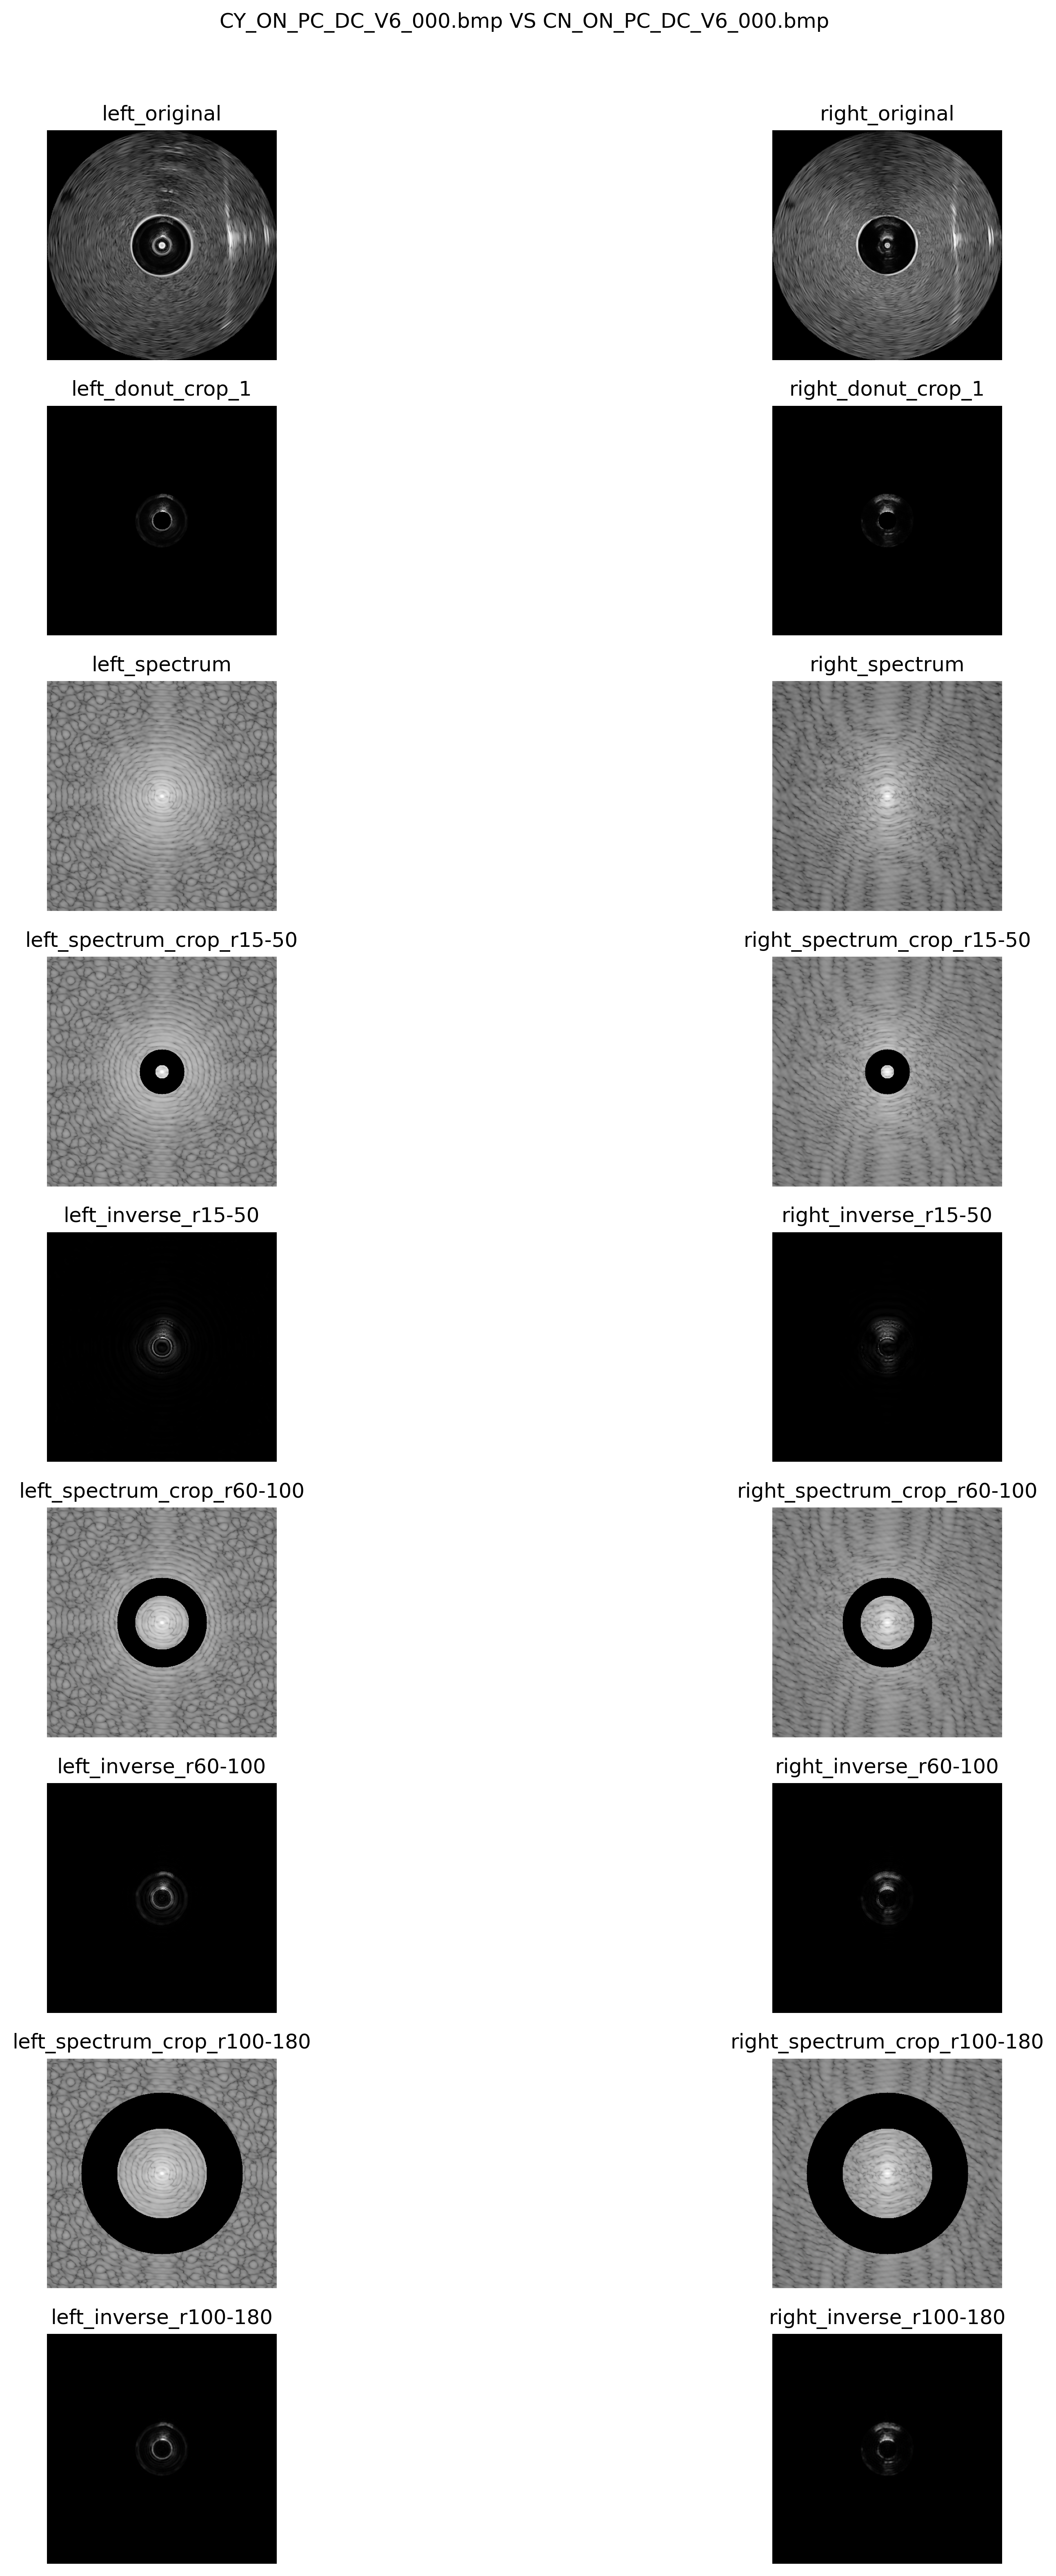 CY_ON_PC_DC_V6_000.bmp VS CN_ON_PC_DC_V6_000.bmp
left_original
right_original
left_donut_crop_1
right_donut_crop_1
left_spectrum
right_spectrum
left_spectrum_crop_r15-50
right_spectrum_crop_r15-50
left_inverse_r15-50
right_inverse_r15-50
left_spectrum_crop_r60-100
right_spectrum_crop_r60-100
left_inverse_r60-100
right_inverse_r60-100
left_spectrum_crop_r100-180
right_spectrum_crop_r100-180
left_inverse_r100-180
right_inverse_r100-180